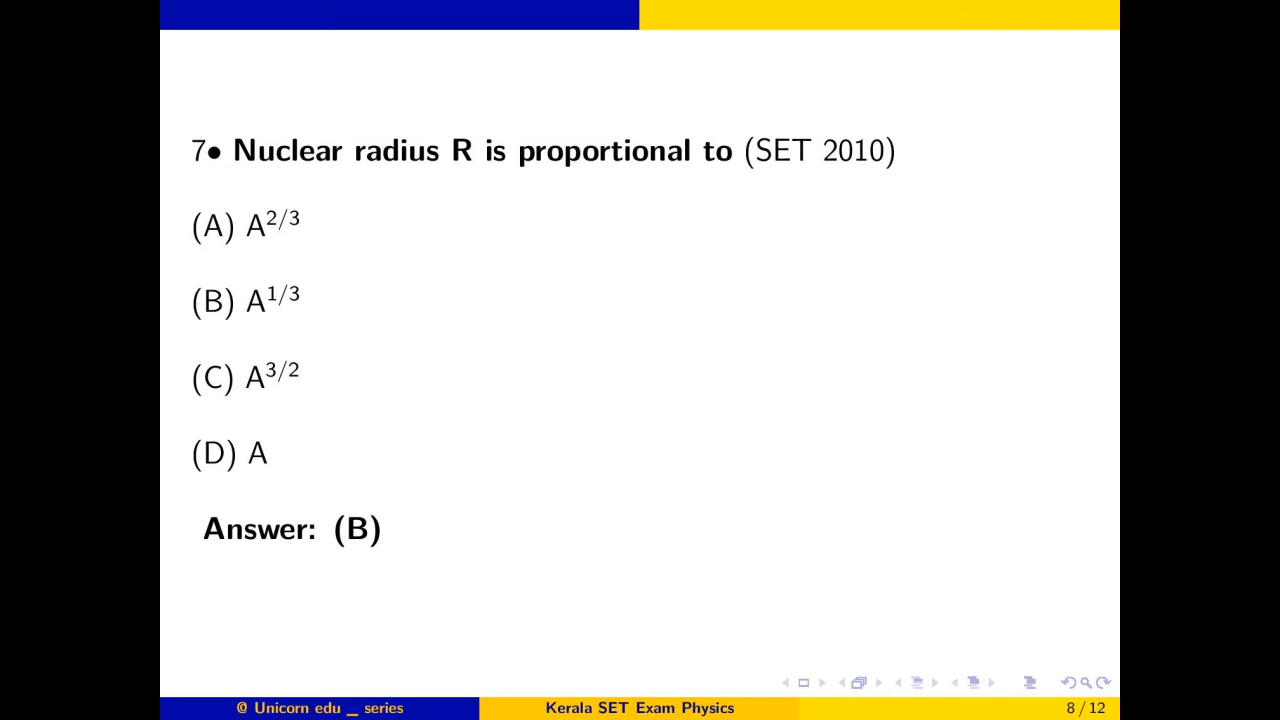 7• Nuclear radius R is proportional to (SET 2010)
(A) A^{2/3}
(B) A^{1/3}
(C) A^{3/2}
(D) A
Answer: (B)
@ Unicorn edu _ series
Kerala SET Exam Physics
8 / 12